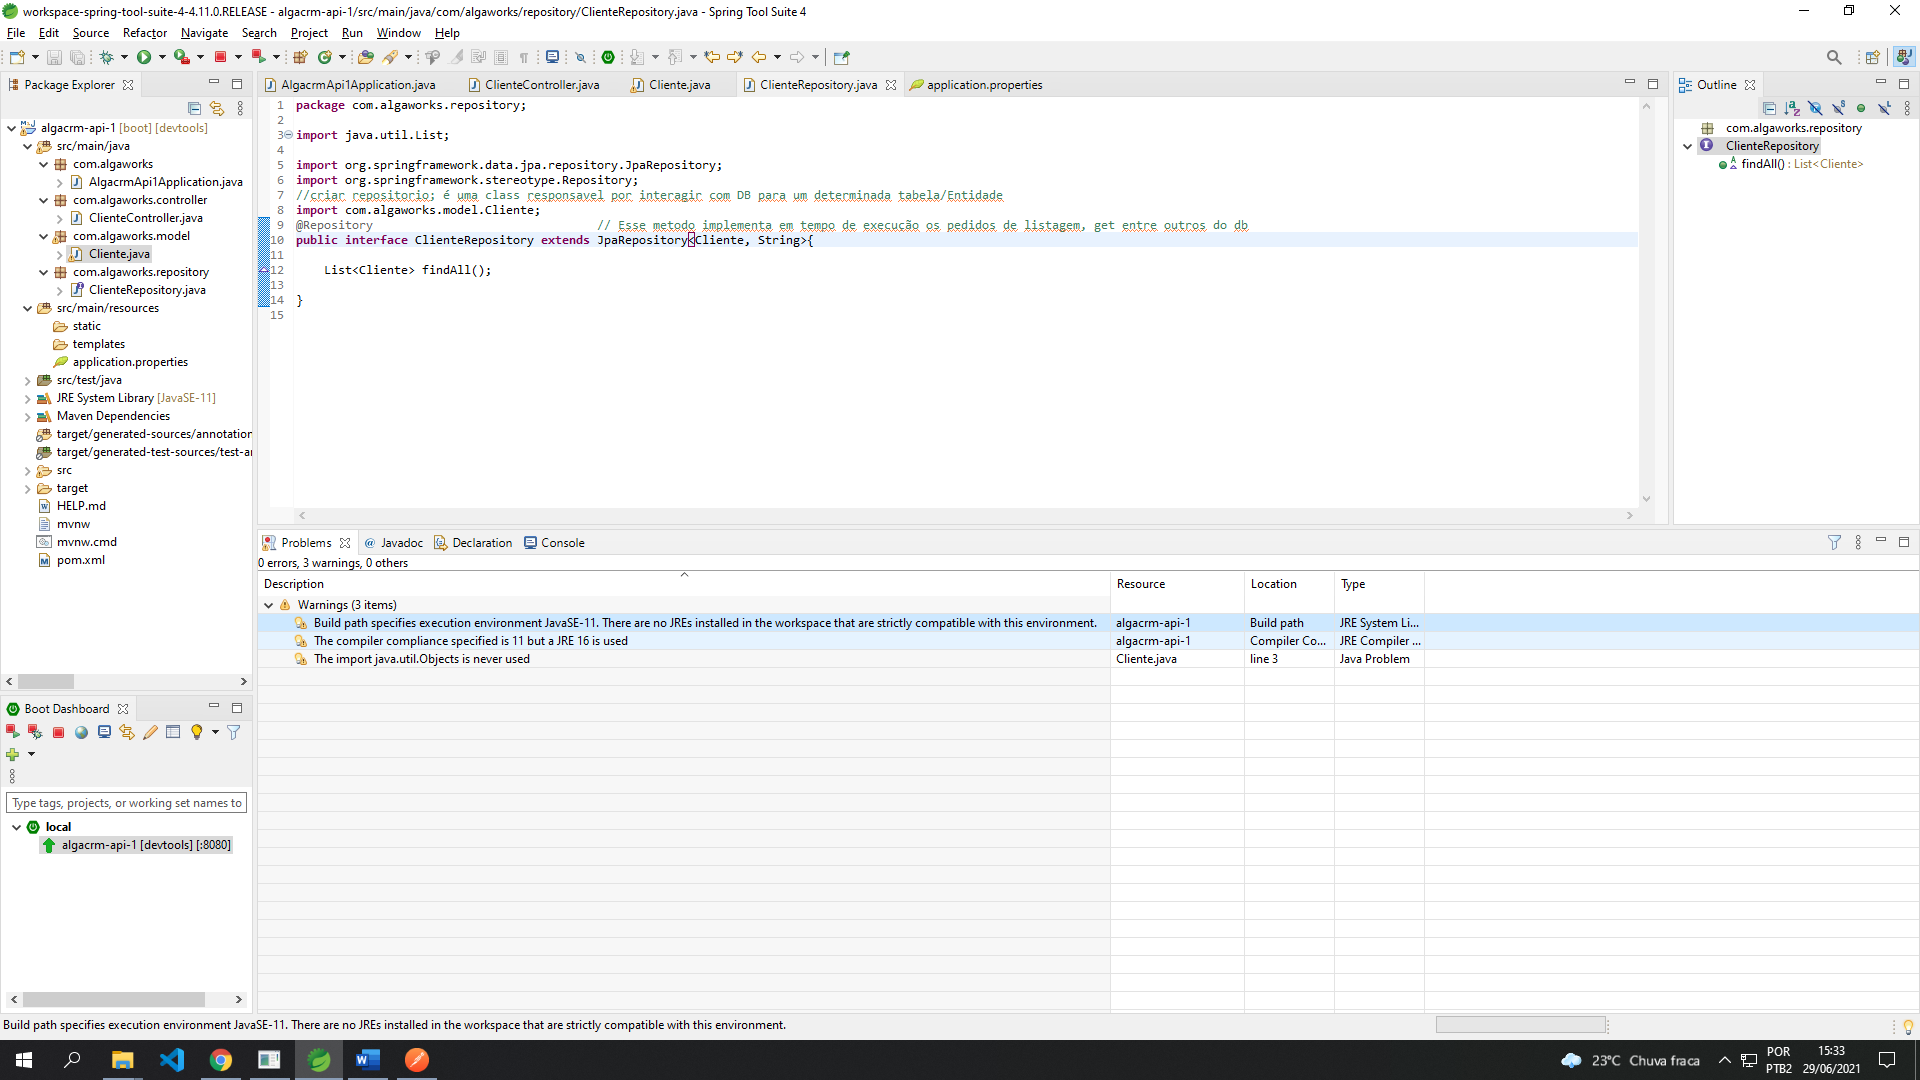 workspace-spring-tool-suite-4-4.11.0.RELEASE - algacrm-api-1/src/main/java/com/algaworks/repository/ClienteRepository.java - Spring Tool Suite 4
File Edit Source Refactor Navigate Search Project Run Window Help
Package Explorer
algacrm-api-1 [boot] [devtools]
src/main/java
com.algaworks
AlgacrmApi1Application.java
com.algaworks.controller
ClienteController.java
com.algaworks.model
Cliente.java
com.algaworks.repository
ClienteRepository.java
src/main/resources
static
templates
application.properties
src/test/java
JRE System Library [JavaSE-11]
Maven Dependencies
target/generated-sources/annotation
target/generated-test-sources/test-a
src
target
HELP.md
mvnw
mvnw.cmd
pom.xml
AlgacrmApi1Application.java ClienteController.java Cliente.java ClienteRepository.java application.properties
1 package com.algaworks.repository;
2
3 import java.util.List;
4
5 import org.springframework.data.jpa.repository.JpaRepository;
6 import org.springframework.stereotype.Repository;
7 //criar repositorio; é uma class responsavel por interagir com DB para um determinada tabela/Entidade
8 import com.algaworks.model.Cliente;
9 @Repository // Esse metodo implementa em tempo de execucão os pedidos de listagem, get entre outros do db
10 public interface ClienteRepository extends JpaRepository<Cliente, String>{
11
12 List<Cliente> findAll();
13
14 }
15
Outline
com.algaworks.repository
ClienteRepository
findAll() : List<Cliente>
Problems Javadoc Declaration Console
0 errors, 3 warnings, 0 others
Description Resource Location Type
Warnings (3 items)
Build path specifies execution environment JavaSE-11. There are no JREs installed in the workspace that are strictly compatible with this environment. algacrm-api-1 Build path JRE System Li...
The compiler compliance specified is 11 but a JRE 16 is used algacrm-api-1 Compiler Co... JRE Compiler ...
The import java.util.Objects is never used Cliente.java line 3 Java Problem
Boot Dashboard
Type tags, projects, or working set names to
local
algacrm-api-1 [devtools] [:8080]
Build path specifies execution environment JavaSE-11. There are no JREs installed in the workspace that are strictly compatible with this environment.
23°C Chuva fraca
POR
PTB2
15:33
29/06/2021